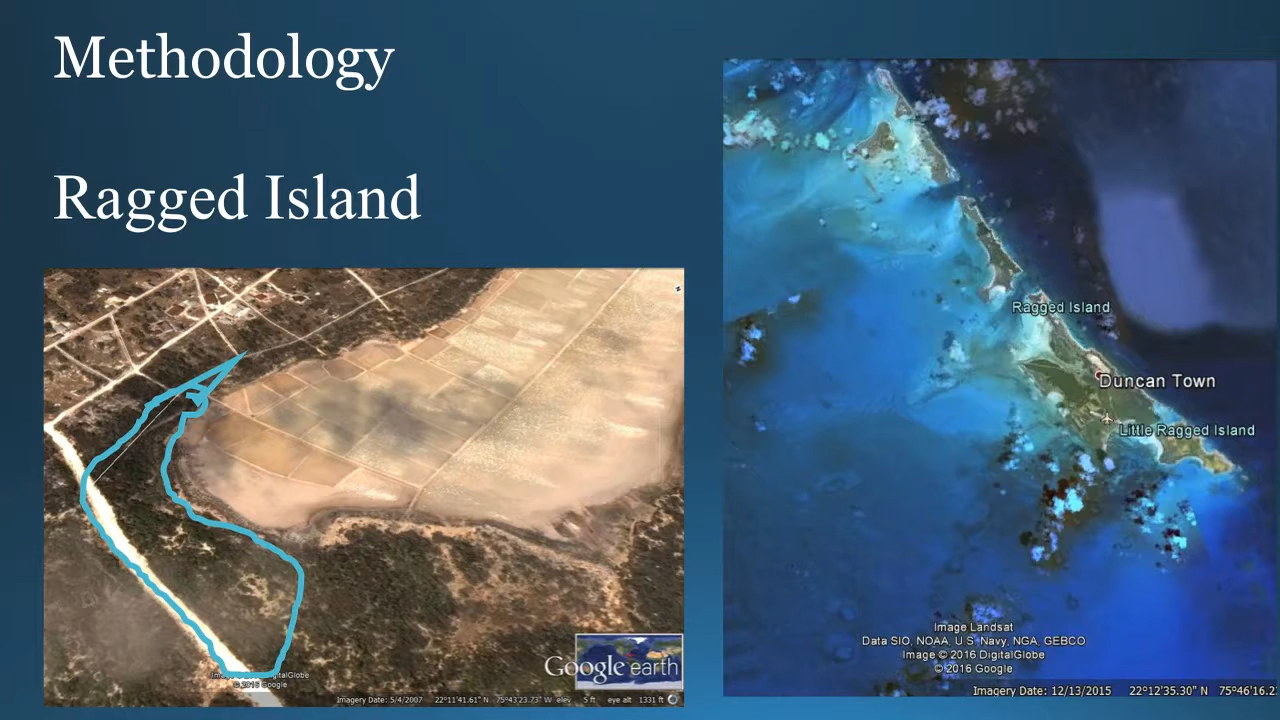 Methodology
Ragged Island
Google earth
© 2016 Google
Imagery Date: 5/4/2007 22°11'41.61" N 75°43'23.73" W elev 5 ft eye alt 1331 ft
Ragged Island
Duncan Town
Little Ragged Island
Image Landsat
Data SIO, NOAA, U.S. Navy, NGA, GEBCO
Image © 2016 DigitalGlobe
© 2016 Google
Imagery Date: 12/13/2015 22°12'35.30" N 75°46'16.2